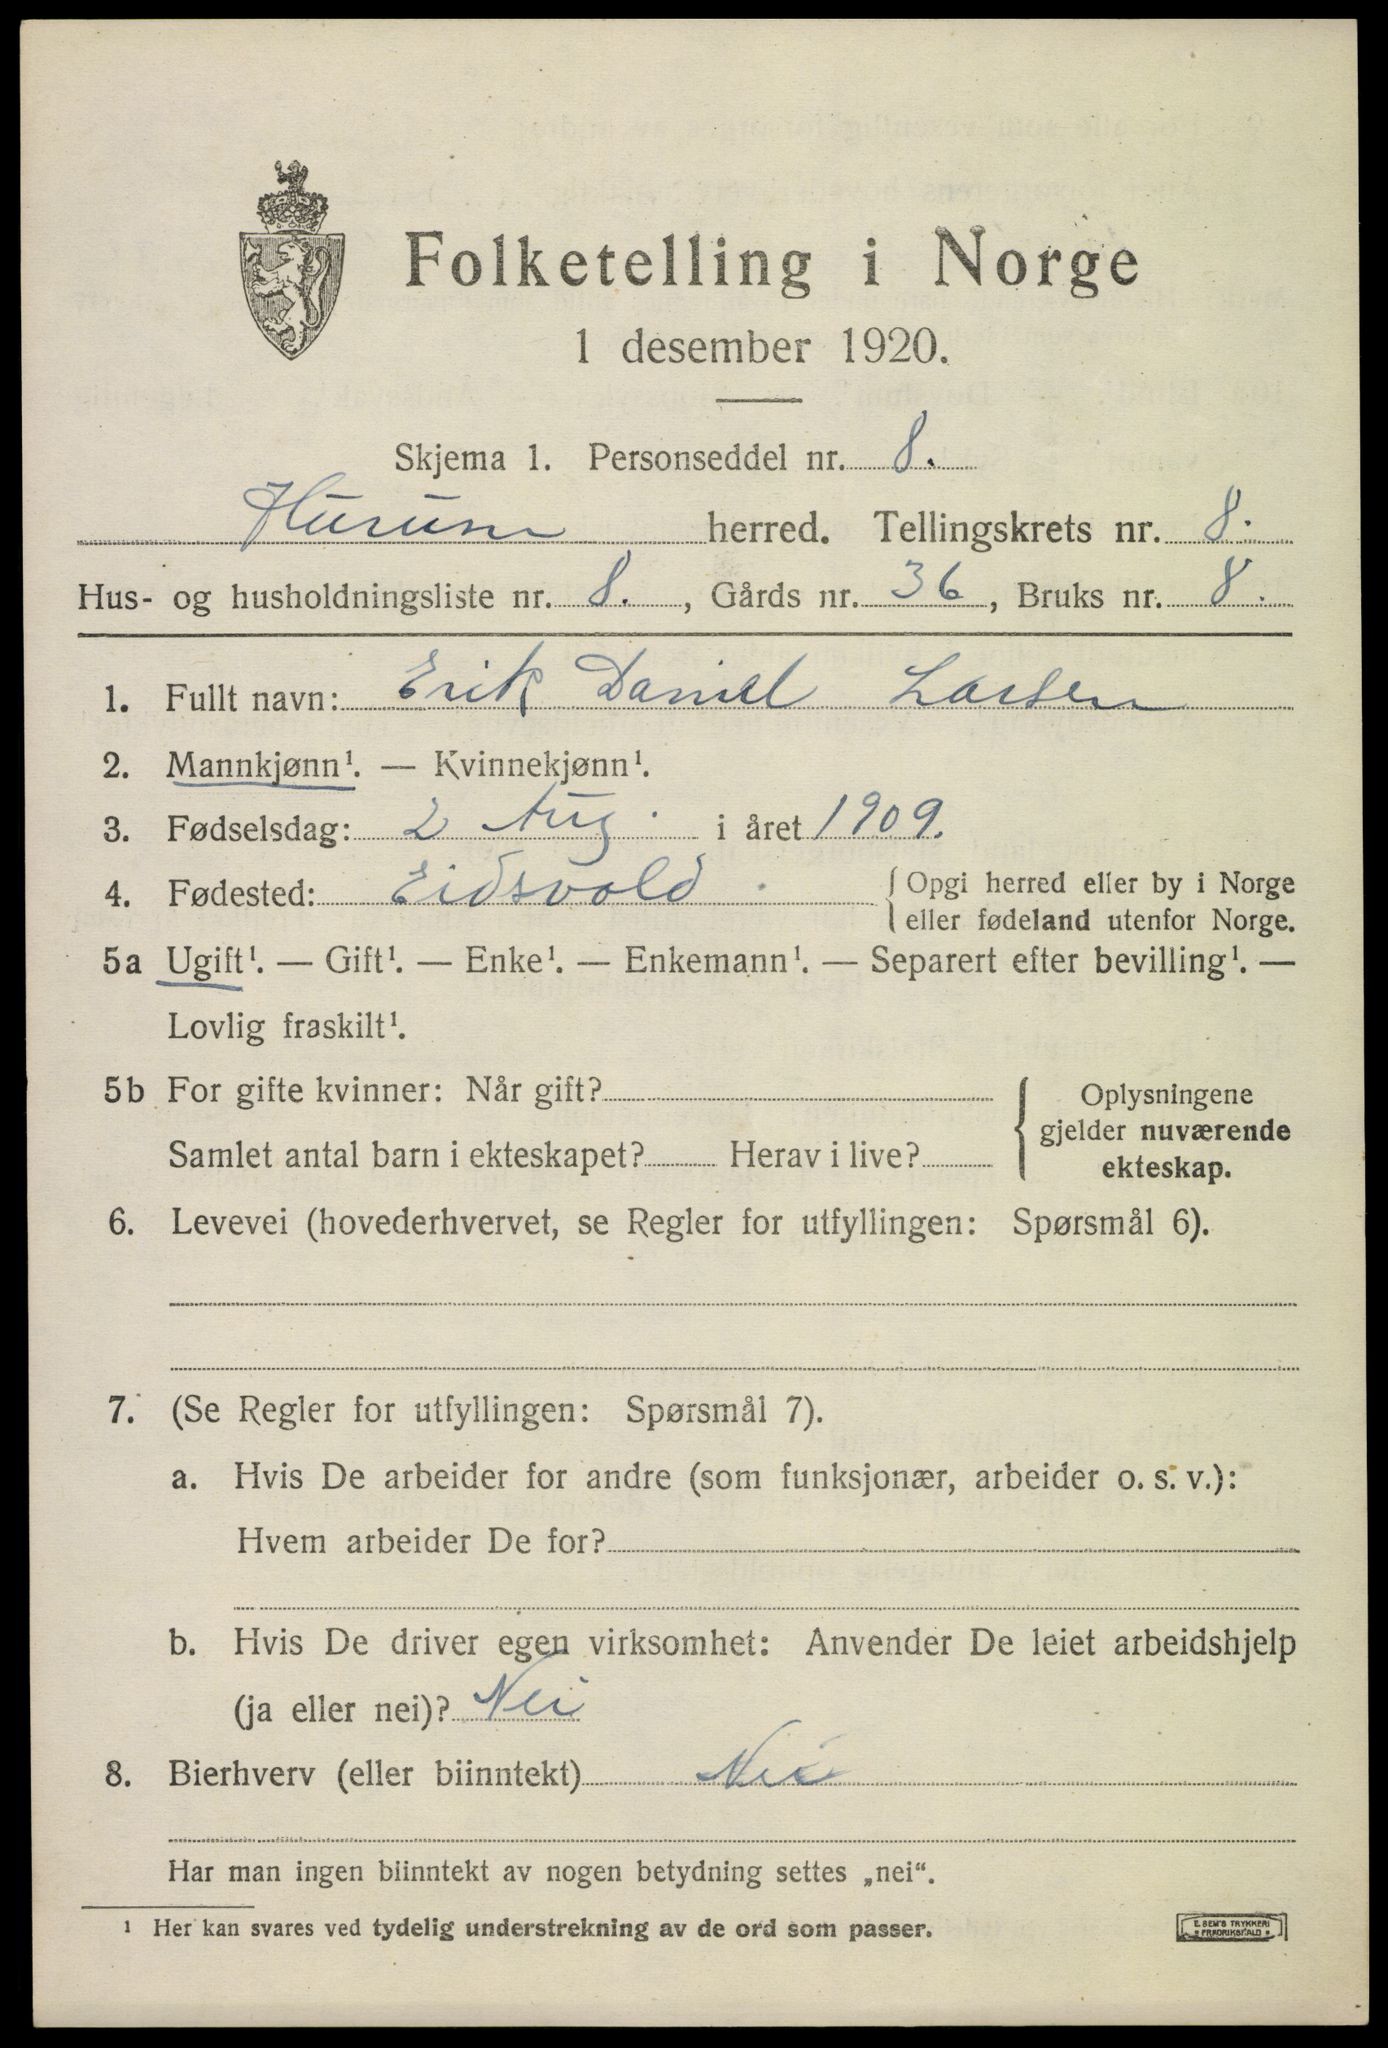 Folketelling i Norge
1 desember 1920.
Skjema 1. Personseddel nr. 8.
Hurum herred. Tellingskrets nr. 8.
Hus- og husholdningsliste nr. 8., Gårds nr. 36, Bruks nr. 8.
1. Fullt navn: Erik Daniel Larsen
2. Mannkjønn¹. — Kvinnekjønn¹.
3. Fødselsdag: 2 Aug. i året 1909.
4. Fødested: Eidsvold. { Opgi herred eller by i Norge
eller fødeland utenfor Norge.
5a Ugift¹. — Gift¹. — Enke¹. — Enkemann¹. — Separert efter bevilling¹. —
Lovlig fraskilt¹.
5b For gifte kvinner: Når gift? { Oplysningene
gjelder nuværende
Samlet antal barn i ekteskapet? Herav i live?
ekteskap.
6. Levevei (hovederhvervet, se Regler for utfyllingen: Spørsmål 6).
7. (Se Regler for utfyllingen: Spørsmål 7).
a. Hvis De arbeider for andre (som funksjonær, arbeider o. s. v.):
Hvem arbeider De for?
b. Hvis De driver egen virksomhet: Anvender De leiet arbeidshjelp
(ja eller nei)? Nei
8. Bierhverv (eller biinntekt) Nei
Har man ingen biinntekt av nogen betydning settes „nei“.
¹ Her kan svares ved tydelig understrekning av de ord som passer.
E. SEM'S TRYKKERI
FREDRIKSHALD